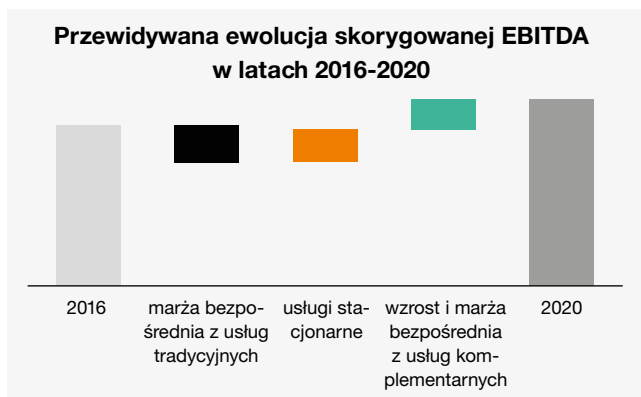 Przewidywana ewolucja skorygowanej EBITDA
w latach 2016-2020
2016
marża bezpo-
średnia z usług
tradycyjnych
usługi sta-
cjonarne
wzrost i marża
bezpośrednia
z usług kom-
plementarnych
2020